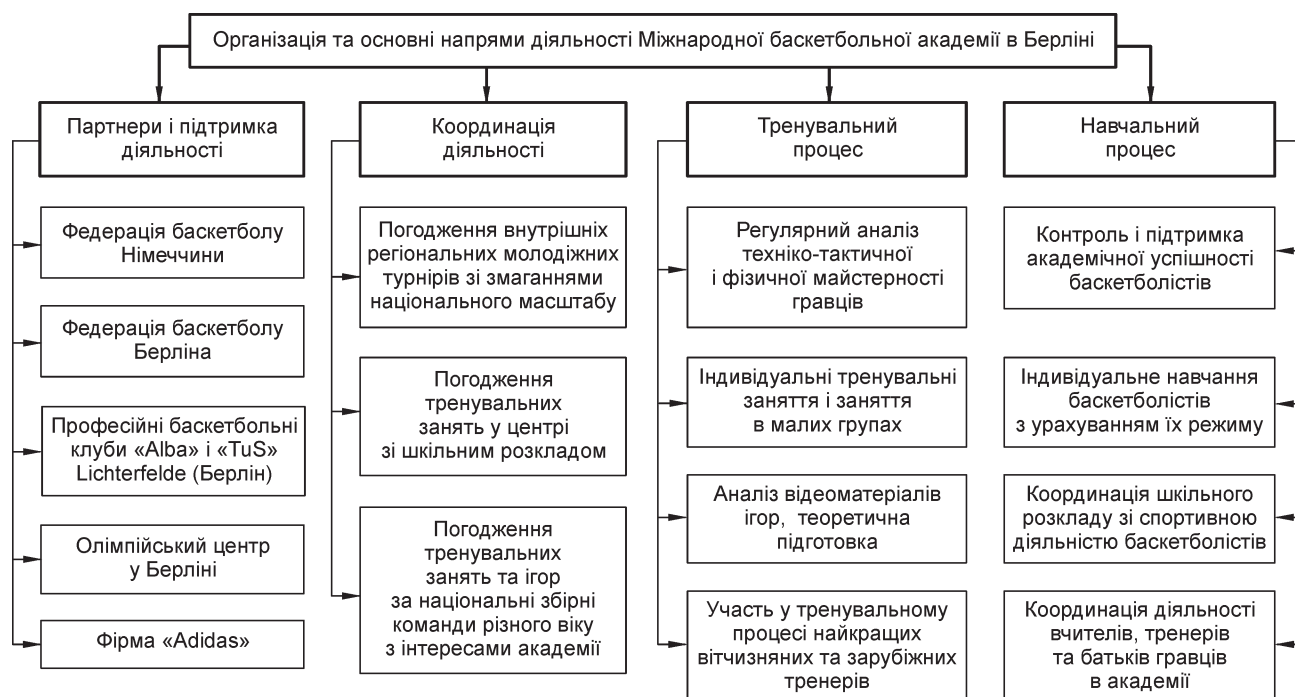 Організація та основні напрями діяльності Міжнародної баскетбольної академії в Берліні
Партнери і підтримка
діяльності
Федерація баскетболу
Німеччини
Федерація баскетболу
Берліна
Професійні баскетбольні
клуби «Alba» і «TuS»
Lichterfelde (Берлін)
Олімпійський центр
у Берліні
Фірма «Adidas»
Координація
діяльності
Погодження внутрішніх
регіональних молодіжних
турнірів зі змаганнями
національного масштабу
Погодження
тренувальних
занять у центрі
зі шкільним розкладом
Погодження
тренувальних
занять та ігор
за національні збірні
команди різного віку
з інтересами академії
Тренувальний
процес
Регулярний аналіз
техніко-тактичної
і фізичної майстерності
гравців
Індивідуальні тренувальні
заняття і заняття
в малих групах
Аналіз відеоматеріалів
ігор, теоретична
підготовка
Участь у тренувальному
процесі найкращих
вітчизняних та зарубіжних
тренерів
Навчальний
процес
Контроль і підтримка
академічної успішності
баскетболістів
Індивідуальне навчання
баскетболістів
з урахуванням їх режиму
Координація шкільного
розкладу зі спортивною
діяльністю баскетболістів
Координація діяльності
вчителів, тренерів
та батьків гравців
в академії